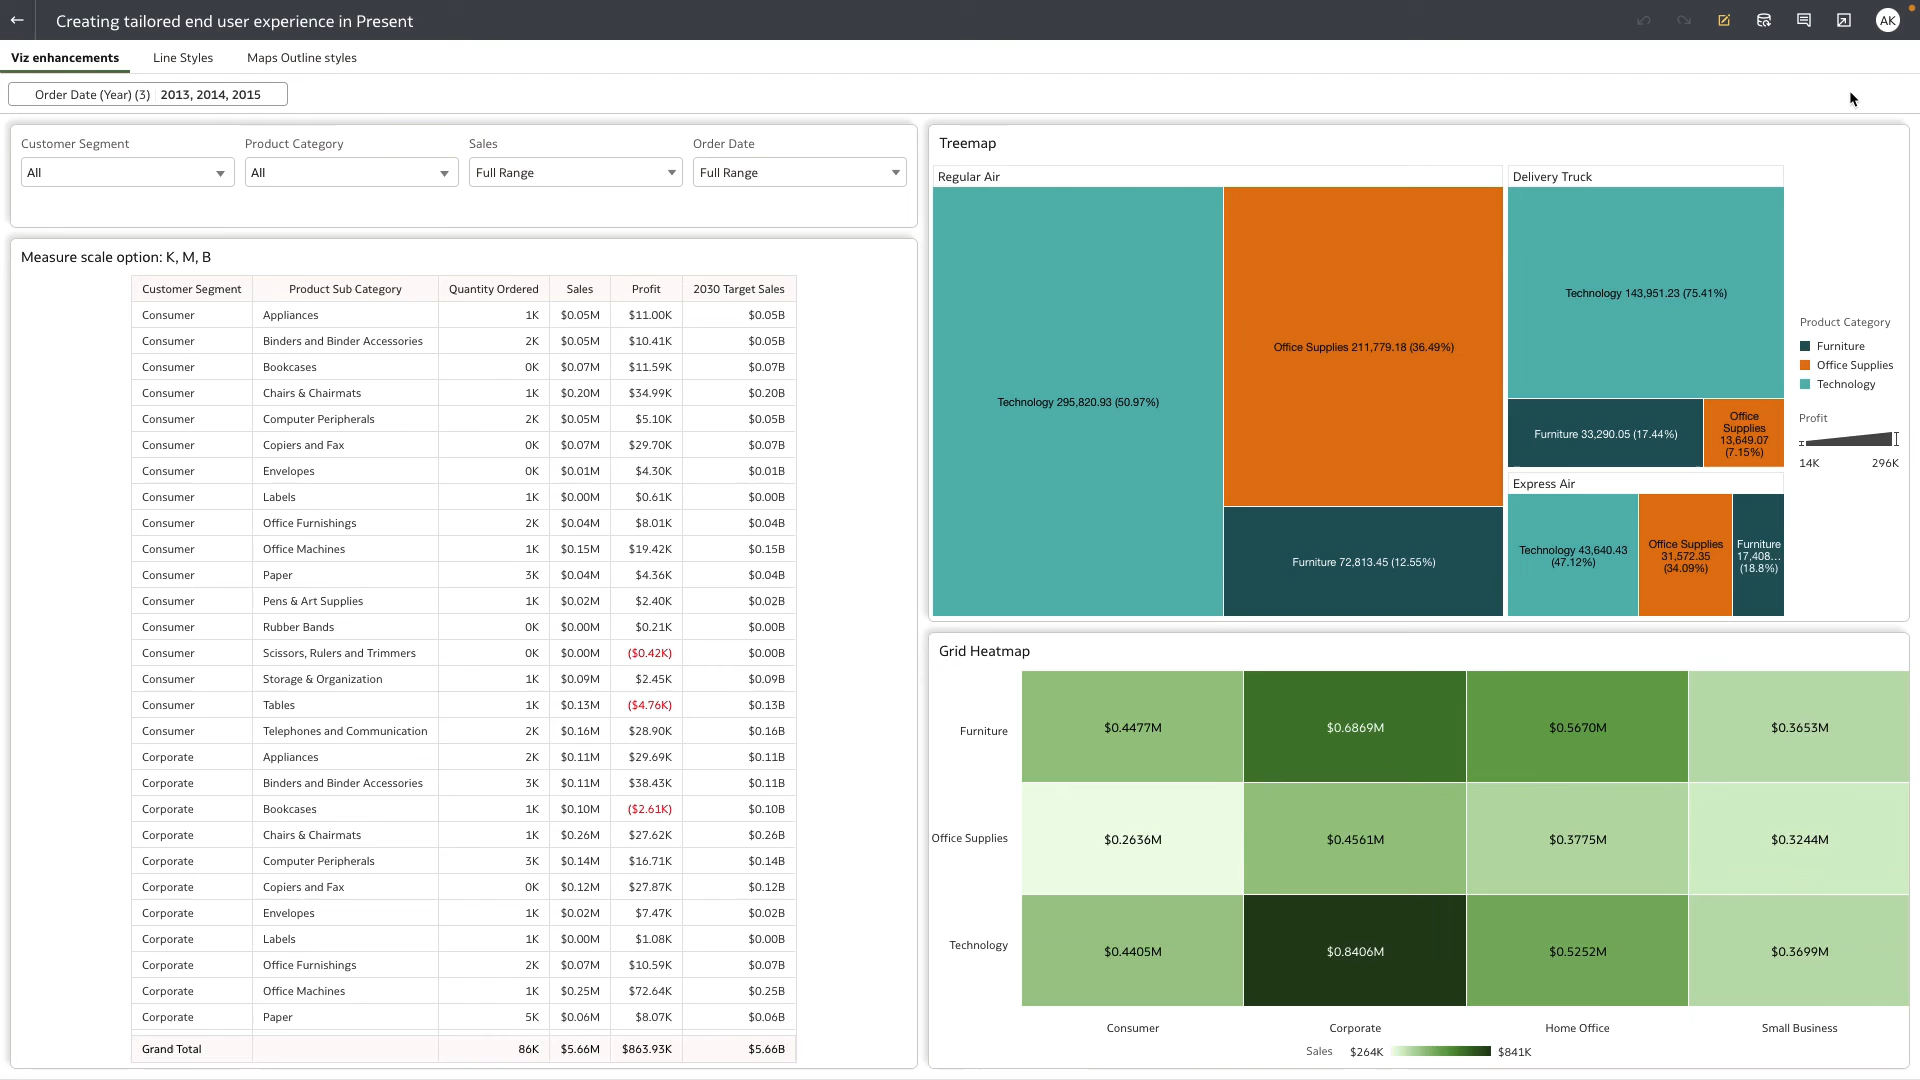 Creating tailored end user experience in Present
AK
Viz enhancements Line Styles Maps Outline styles
Order Date (Year) (3) 2013, 2014, 2015
Customer Segment Product Category Sales Order Date
All All Full Range Full Range
Measure scale option: K, M, B
Customer Segment Product Sub Category Quantity Ordered Sales Profit 2030 Target Sales
Consumer Appliances 1K $0.05M $11.00K $0.05B
Consumer Binders and Binder Accessories 2K $0.05M $10.41K $0.05B
Consumer Bookcases 0K $0.07M $11.59K $0.07B
Consumer Chairs & Chairmats 1K $0.20M $34.99K $0.20B
Consumer Computer Peripherals 2K $0.05M $5.10K $0.05B
Consumer Copiers and Fax 0K $0.07M $29.70K $0.07B
Consumer Envelopes 0K $0.01M $4.30K $0.01B
Consumer Labels 1K $0.00M $0.61K $0.00B
Consumer Office Furnishings 2K $0.04M $8.01K $0.04B
Consumer Office Machines 1K $0.15M $19.42K $0.15B
Consumer Paper 3K $0.04M $4.36K $0.04B
Consumer Pens & Art Supplies 1K $0.02M $2.40K $0.02B
Consumer Rubber Bands 0K $0.00M $0.21K $0.00B
Consumer Scissors, Rulers and Trimmers 0K $0.00M ($0.42K) $0.00B
Consumer Storage & Organization 1K $0.09M $2.45K $0.09B
Consumer Tables 1K $0.13M ($4.76K) $0.13B
Consumer Telephones and Communication 2K $0.16M $28.90K $0.16B
Corporate Appliances 2K $0.11M $29.69K $0.11B
Corporate Binders and Binder Accessories 3K $0.11M $38.43K $0.11B
Corporate Bookcases 1K $0.10M ($2.61K) $0.10B
Corporate Chairs & Chairmats 1K $0.26M $27.62K $0.26B
Corporate Computer Peripherals 3K $0.14M $16.71K $0.14B
Corporate Copiers and Fax 0K $0.12M $27.87K $0.12B
Corporate Envelopes 1K $0.02M $7.47K $0.02B
Corporate Labels 1K $0.00M $1.08K $0.00B
Corporate Office Furnishings 2K $0.07M $10.59K $0.07B
Corporate Office Machines 1K $0.25M $72.64K $0.25B
Corporate Paper 5K $0.06M $8.07K $0.06B
Grand Total 86K $5.66M $863.93K $5.66B
Treemap
Regular Air
Technology 295,820.93 (50.97%)
Office Supplies 211,779.18 (36.49%)
Furniture 72,813.45 (12.55%)
Delivery Truck
Technology 143,951.23 (75.41%)
Furniture 33,290.05 (17.44%)
Office
Supplies
13,649.07
(7.15%)
Express Air
Technology 43,640.43
(47.12%)
Office Supplies
31,572.35
(34.09%)
Furniture
17,408...
(18.8%)
Product Category
Furniture
Office Supplies
Technology
Profit
14K 296K
Grid Heatmap
Furniture $0.4477M $0.6869M $0.5670M $0.3653M
Office Supplies $0.2636M $0.4561M $0.3775M $0.3244M
Technology $0.4405M $0.8406M $0.5252M $0.3699M
Consumer Corporate Home Office Small Business
Sales $264K $841K